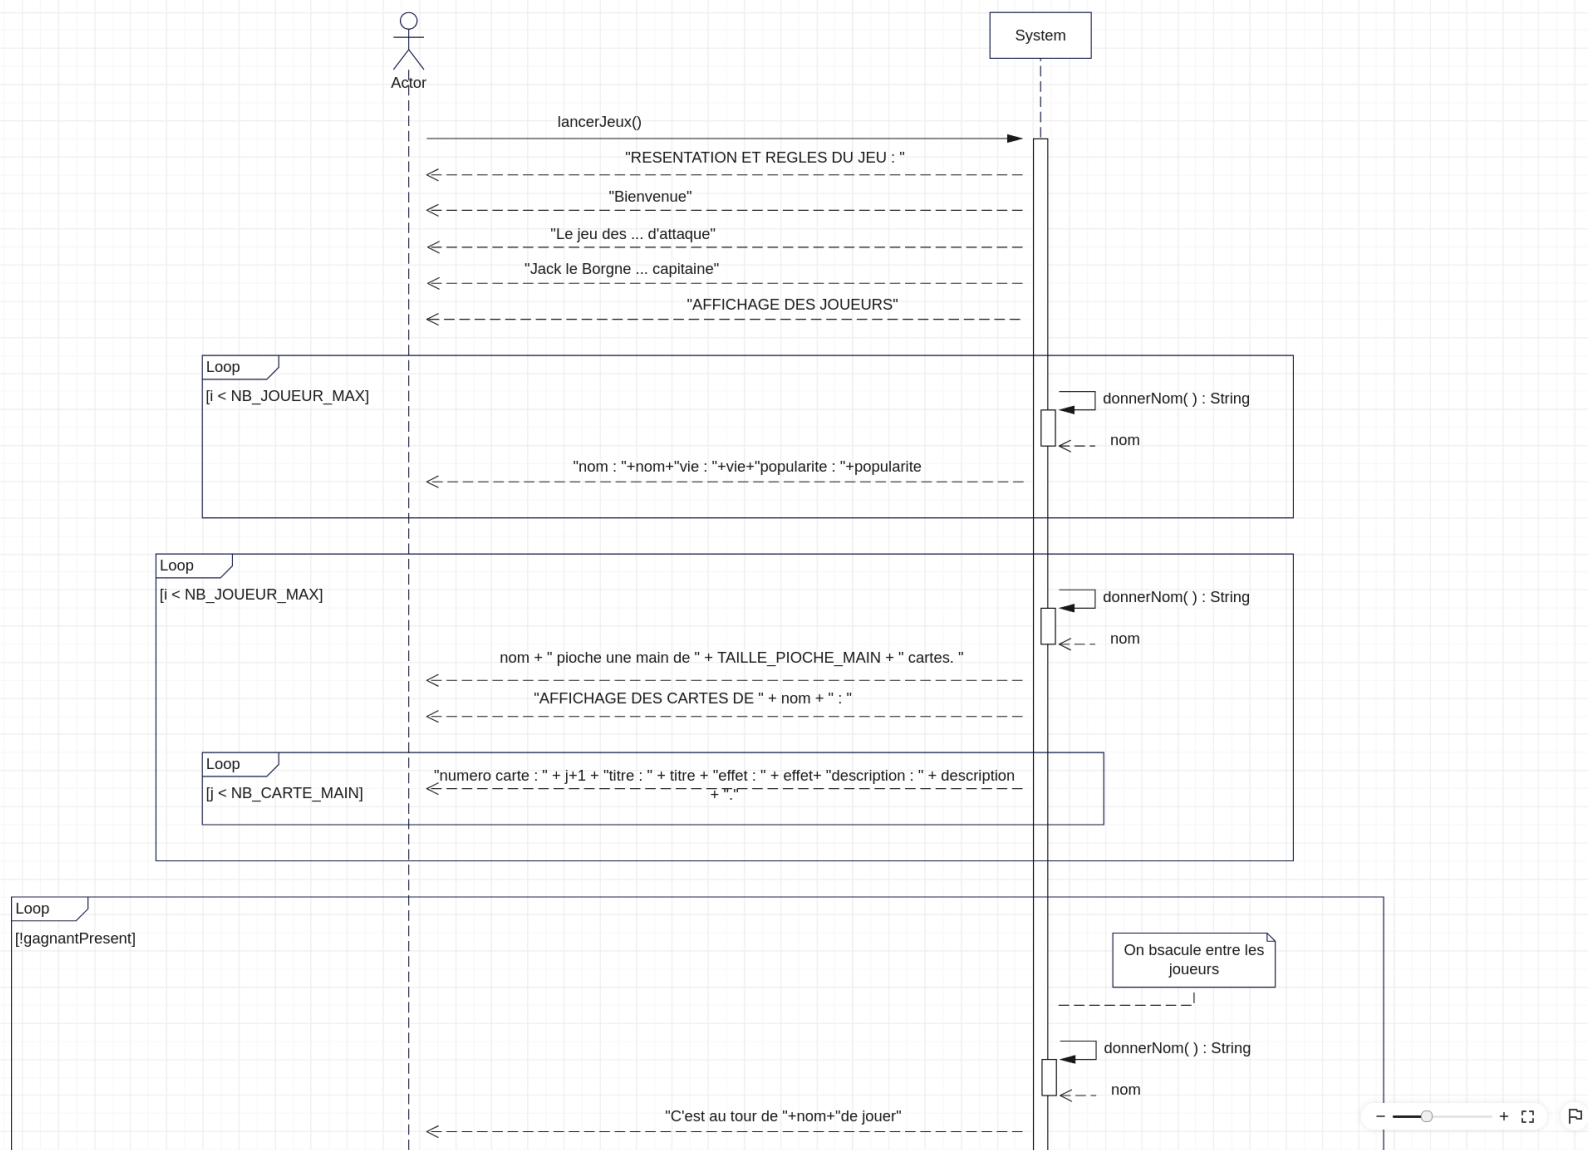 System
Actor
lancerJeux()
"RESENTATION ET REGLES DU JEU : "
"Bienvenue"
"Le jeu des ... d'attaque"
"Jack le Borgne ... capitaine"
"AFFICHAGE DES JOUEURS"
Loop
[i < NB_JOUEUR_MAX]
donnerNom( ) : String
nom
"nom : "+nom+"vie : "+vie+"popularite : "+popularite
Loop
[i < NB_JOUEUR_MAX]
donnerNom( ) : String
nom
nom + " pioche une main de " + TAILLE_PIOCHE_MAIN + " cartes. "
"AFFICHAGE DES CARTES DE " + nom + " : "
Loop
"numero carte : " + j+1 + "titre : " + titre + "effet : " + effet+ "description : " + description
+ "."
[j < NB_CARTE_MAIN]
Loop
[!gagnantPresent]
On bsacule entre les
joueurs
donnerNom( ) : String
nom
"C'est au tour de "+nom+"de jouer"